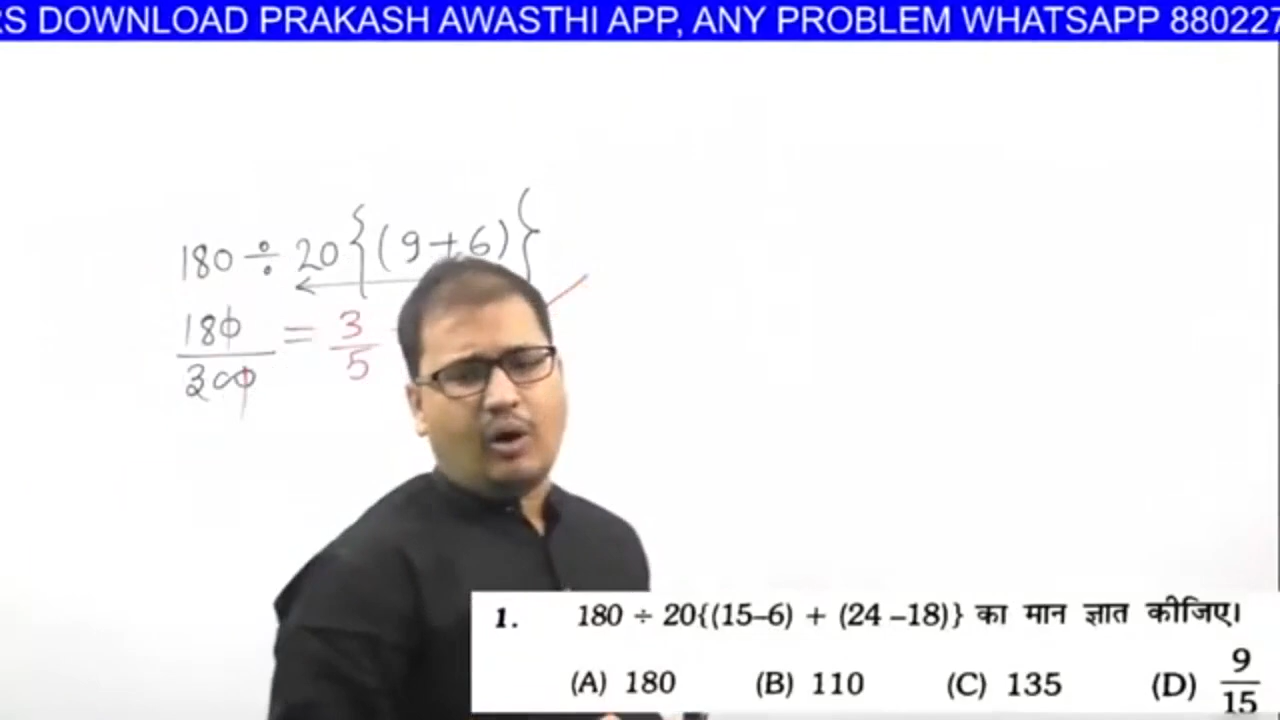 RS DOWNLOAD PRAKASH AWASTHI APP, ANY PROBLEM WHATSAPP 880227
180 ÷ 20 {(9+6)}
180/300 = 3/5
1. 180 ÷ 20{(15–6) + (24 –18)} का मान ज्ञात कीजिए।
(A) 180 (B) 110 (C) 135 (D) 9/15